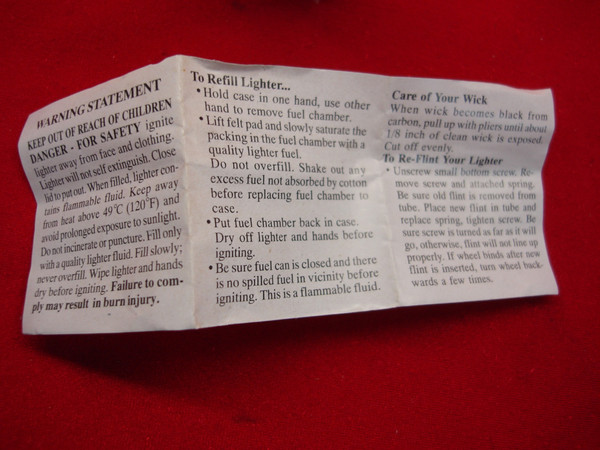 WARNING STATEMENT
KEEP OUT OF REACH OF CHILDREN
DANGER - FOR SAFETY ignite
lighter away from face and clothing.
Lighter will not self extinguish. Close
lid to put out. When filled, lighter con-
tains flammable fluid. Keep away
from heat above 49°C (120°F) and
avoid prolonged exposure to sunlight.
Do not incinerate or puncture. Fill only
with a quality lighter fluid. Fill slowly;
never overfill. Wipe lighter and hands
dry before igniting. Failure to com-
ply may result in burn injury.
To Refill Lighter...
• Hold case in one hand, use other
hand to remove fuel chamber.
• Lift felt pad and slowly saturate the
packing in the fuel chamber with a
quality lighter fuel.
Do not overfill. Shake out any
excess fuel not absorbed by cotton
before replacing fuel chamber to
case.
• Put fuel chamber back in case.
Dry off lighter and hands before
igniting.
• Be sure fuel can is closed and there
is no spilled fuel in vicinity before
igniting. This is a flammable fluid.
Care of Your Wick
When wick becomes black from
carbon, pull up with pliers until about
1/8 inch of clean wick is exposed.
Cut off evenly.
To Re-Flint Your Lighter
• Unscrew small bottom screw. Re-
move screw and attached spring.
Be sure old flint is removed from
tube. Place new flint in tube and
replace spring, tighten screw. Be
sure screw is turned as far as it will
go, otherwise, flint will not line up
properly. If wheel binds after new
flint is inserted, turn wheel back-
wards a few times.